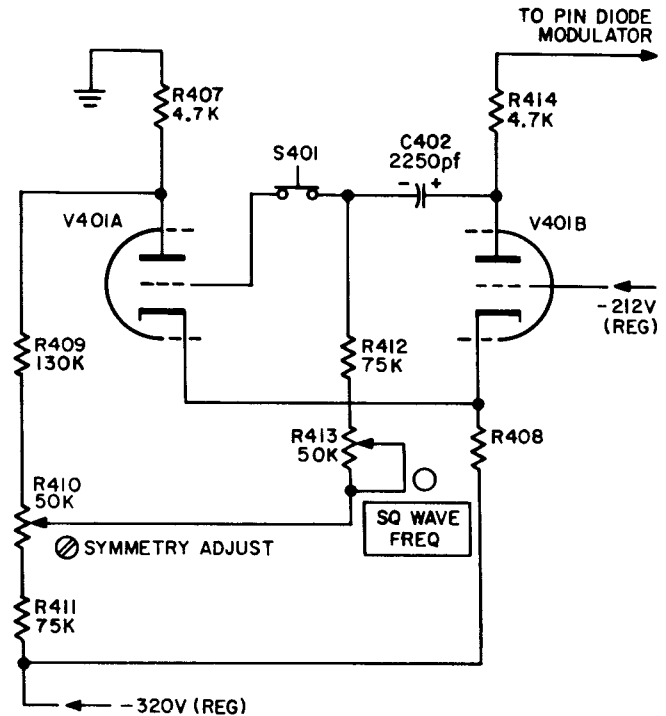 TO PIN DIODE
MODULATOR
R407
4.7K
R414
4.7K
C402
2250pf
S401
- +
V401A
V401B
-212V
(REG)
R409
130K
R412
75K
R413
50K
R408
R410
50K
SQ WAVE
FREQ
SYMMETRY ADJUST
R411
75K
-320V (REG)